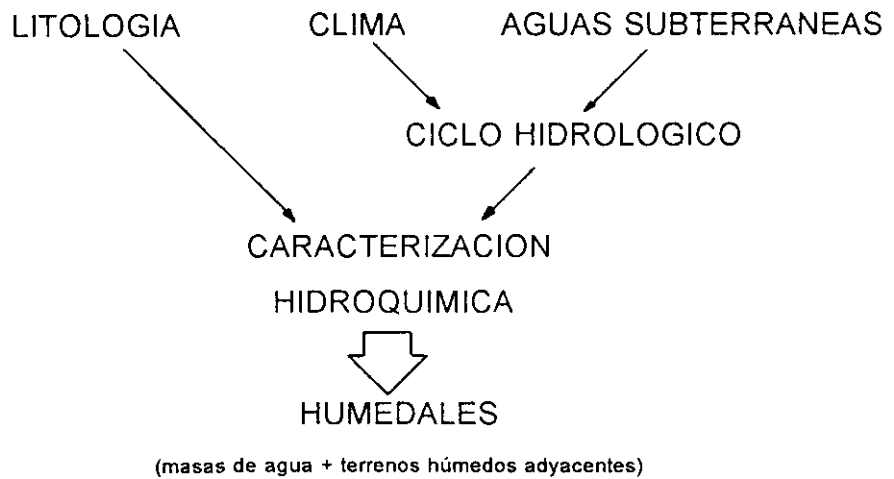 LITOLOGIA CLIMA AGUAS SUBTERRANEAS
CICLO HIDROLOGICO
CARACTERIZACION
HIDROQUIMICA
HUMEDALES
(masas de agua + terrenos húmedos adyacentes)